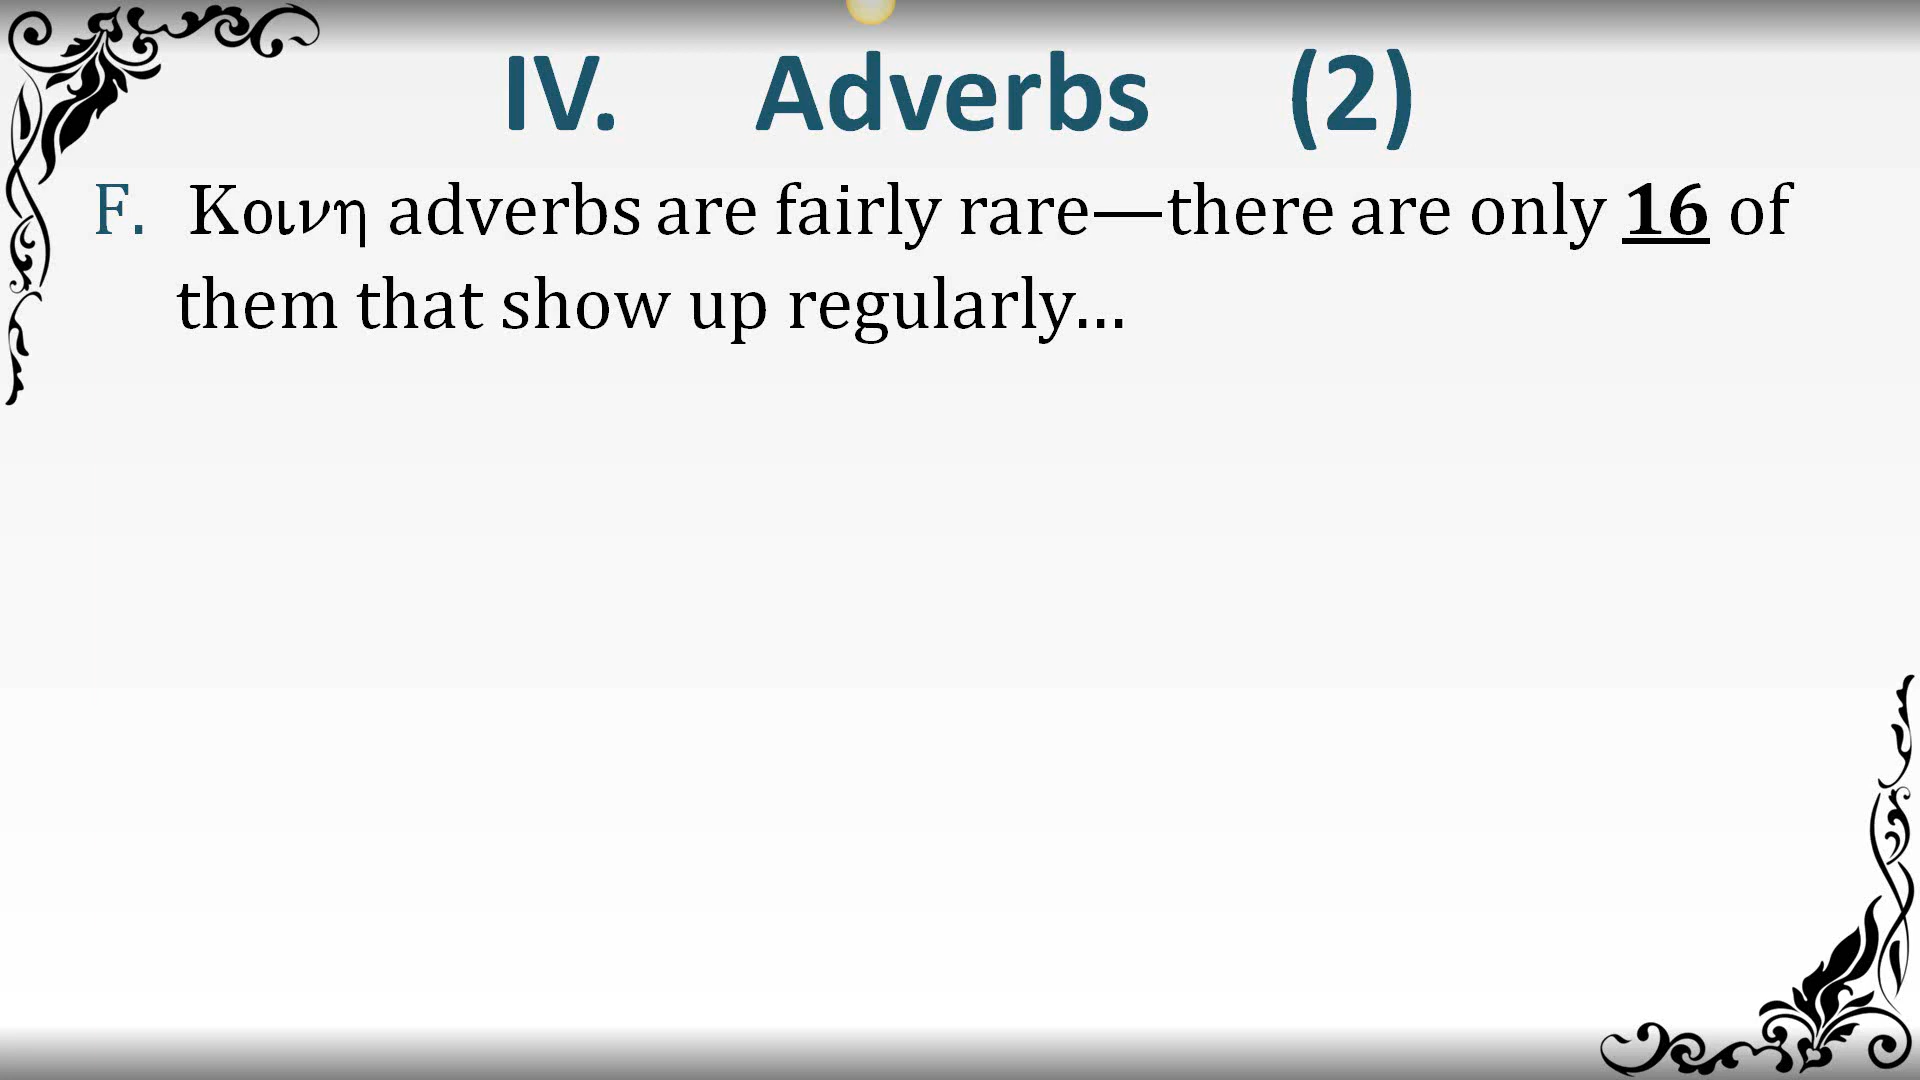 IV. Adverbs (2)
F. Κοινη adverbs are fairly rare—there are only 16 of
them that show up regularly…